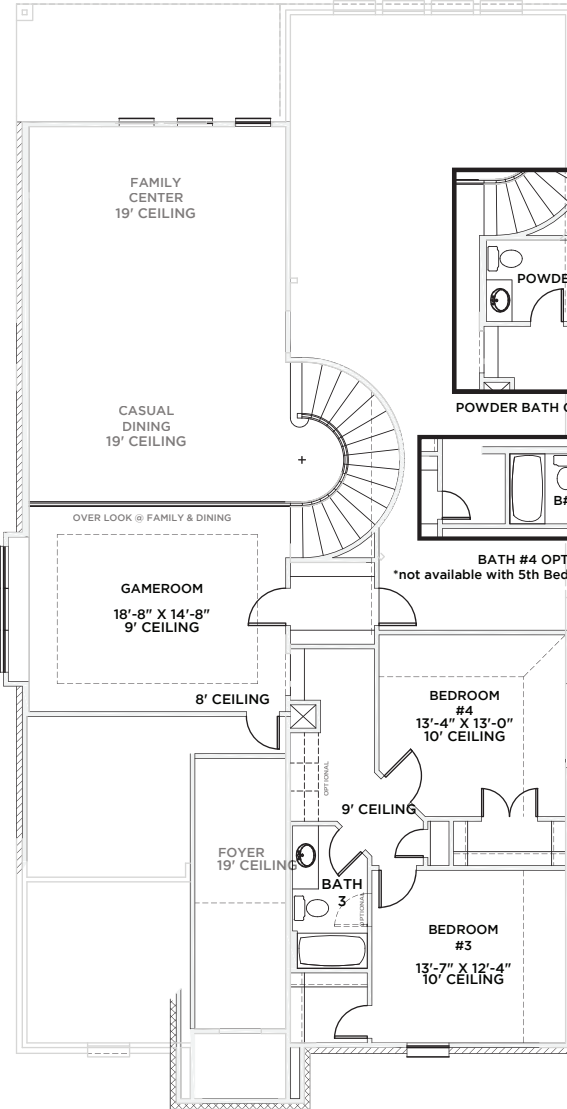 FAMILY
CENTER
19' CEILING
POWDE
CASUAL
DINING
19' CEILING
POWDER BATH
B#
OVER LOOK @ FAMILY & DINING
BATH #4 OPT
*not available with 5th Bed
GAMEROOM
18'-8" X 14'-8"
9' CEILING
8' CEILING
BEDROOM
#4
13'-4" X 13'-0"
10' CEILING
OPTIONAL
9' CEILING
FOYER
19' CEILING
BATH
3
OPTIONAL
BEDROOM
#3
13'-7" X 12'-4"
10' CEILING